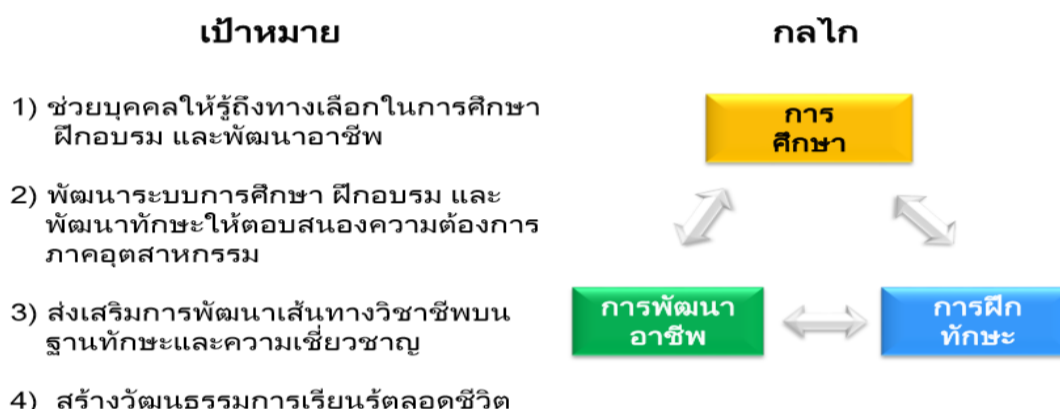 เป้าหมาย
1) ช่วยบุคคลให้รู้ถึงทางเลือกในการศึกษา
ฝึกอบรม และพัฒนาอาชีพ
2) พัฒนาระบบการศึกษา ฝึกอบรม และ
พัฒนาทักษะให้ตอบสนองความต้องการ
ภาคอุตสาหกรรม
3) ส่งเสริมการพัฒนาเส้นทางวิชาชีพบน
ฐานทักษะและความเชี่ยวชาญ
4) สร้างวัฒนธรรมการเรียนรู้ตลอดชีวิต
กลไก
การ
ศึกษา
การพัฒนา
อาชีพ
การฝึก
ทักษะ